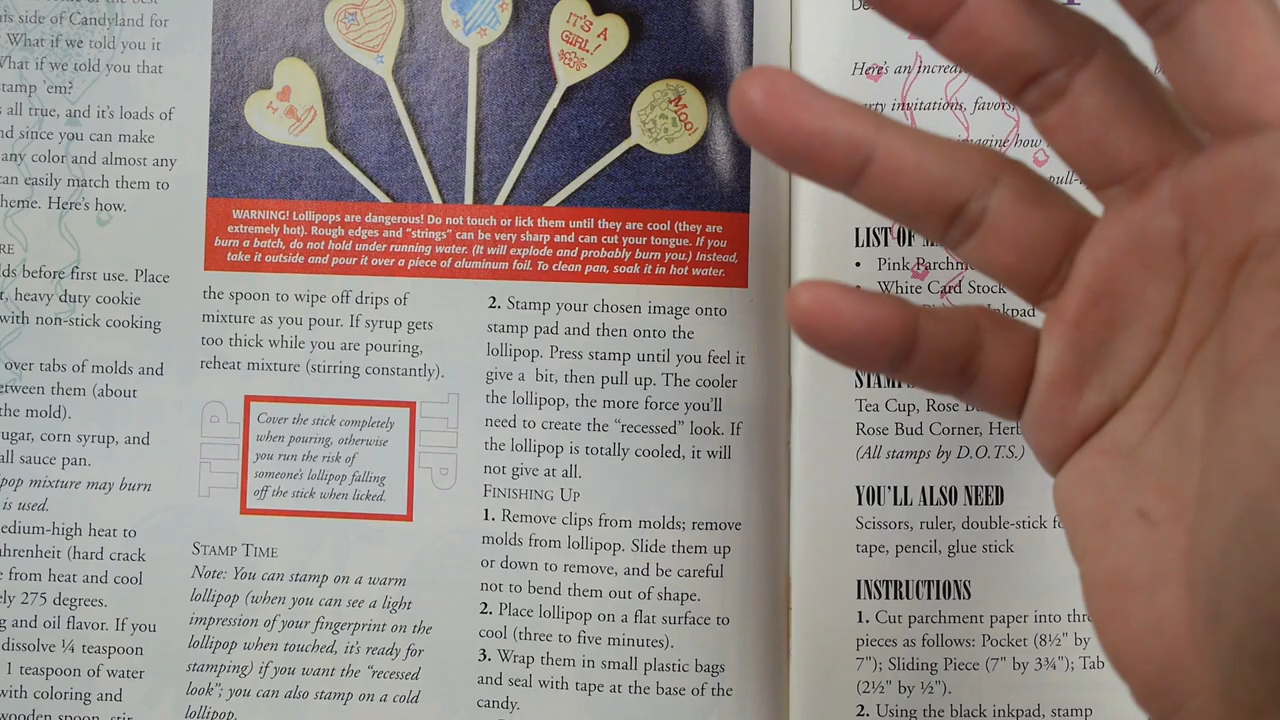 is side of Candyland for
What if we told you it
What if we told you that
stamp 'em?
all true, and it's loads of
nd since you can make
any color and almost any
can easily match them to
heme. Here's how.
RE
lds before first use. Place
t, heavy duty cookie
with non-stick cooking
over tabs of molds and
etween them (about
the mold).
ugar, corn syrup, and
all sauce pan.
pop mixture may burn
is used.
edium-high heat to
ahrenheit (hard crack
e from heat and cool
ely 275 degrees.
g and oil flavor. If you
dissolve ¼ teaspoon
1 teaspoon of water
with coloring and
wooden spoon, stir
I
IT'S A
GIRL!
Moo!
WARNING! Lollipops are dangerous! Do not touch or lick them until they are cool (they are
extremely hot). Rough edges and "strings" can be very sharp and can cut your tongue. If you
burn a batch, do not hold under running water. (It will explode and probably burn you.) Instead,
take it outside and pour it over a piece of aluminum foil. To clean pan, soak it in hot water.
the spoon to wipe off drips of
mixture as you pour. If syrup gets
too thick while you are pouring,
reheat mixture (stirring constantly).
TIP
Cover the stick completely
when pouring, otherwise
you run the risk of
someone's lollipop falling
off the stick when licked.
TIP
STAMP TIME
Note: You can stamp on a warm
lollipop (when you can see a light
impression of your fingerprint on the
lollipop when touched, it's ready for
stamping) if you want the "recessed
look"; you can also stamp on a cold
lollipop.
2. Stamp your chosen image onto
stamp pad and then onto the
lollipop. Press stamp until you feel it
give a bit, then pull up. The cooler
the lollipop, the more force you'll
need to create the "recessed" look. If
the lollipop is totally cooled, it will
not give at all.
FINISHING UP
1. Remove clips from molds; remove
molds from lollipop. Slide them up
or down to remove, and be careful
not to bend them out of shape.
2. Place lollipop on a flat surface to
cool (three to five minutes).
3. Wrap them in small plastic bags
and seal with tape at the base of the
candy.
Here's an incred
arty invitations, favors,
imagine how
pull-
LIST OF M
• Pink Parchme
• White Card Stock
Inkpad
STAM
Tea Cup, Rose B
Rose Bud Corner, Her
(All stamps by D.O.T.S.)
YOU'LL ALSO NEED
Scissors, ruler, double-stick f
tape, pencil, glue stick
INSTRUCTIONS
1. Cut parchment paper into thre
pieces as follows: Pocket (8½" by
7"); Sliding Piece (7" by 3¾"); Tab
(2½" by ½").
2. Using the black inkpad, stamp